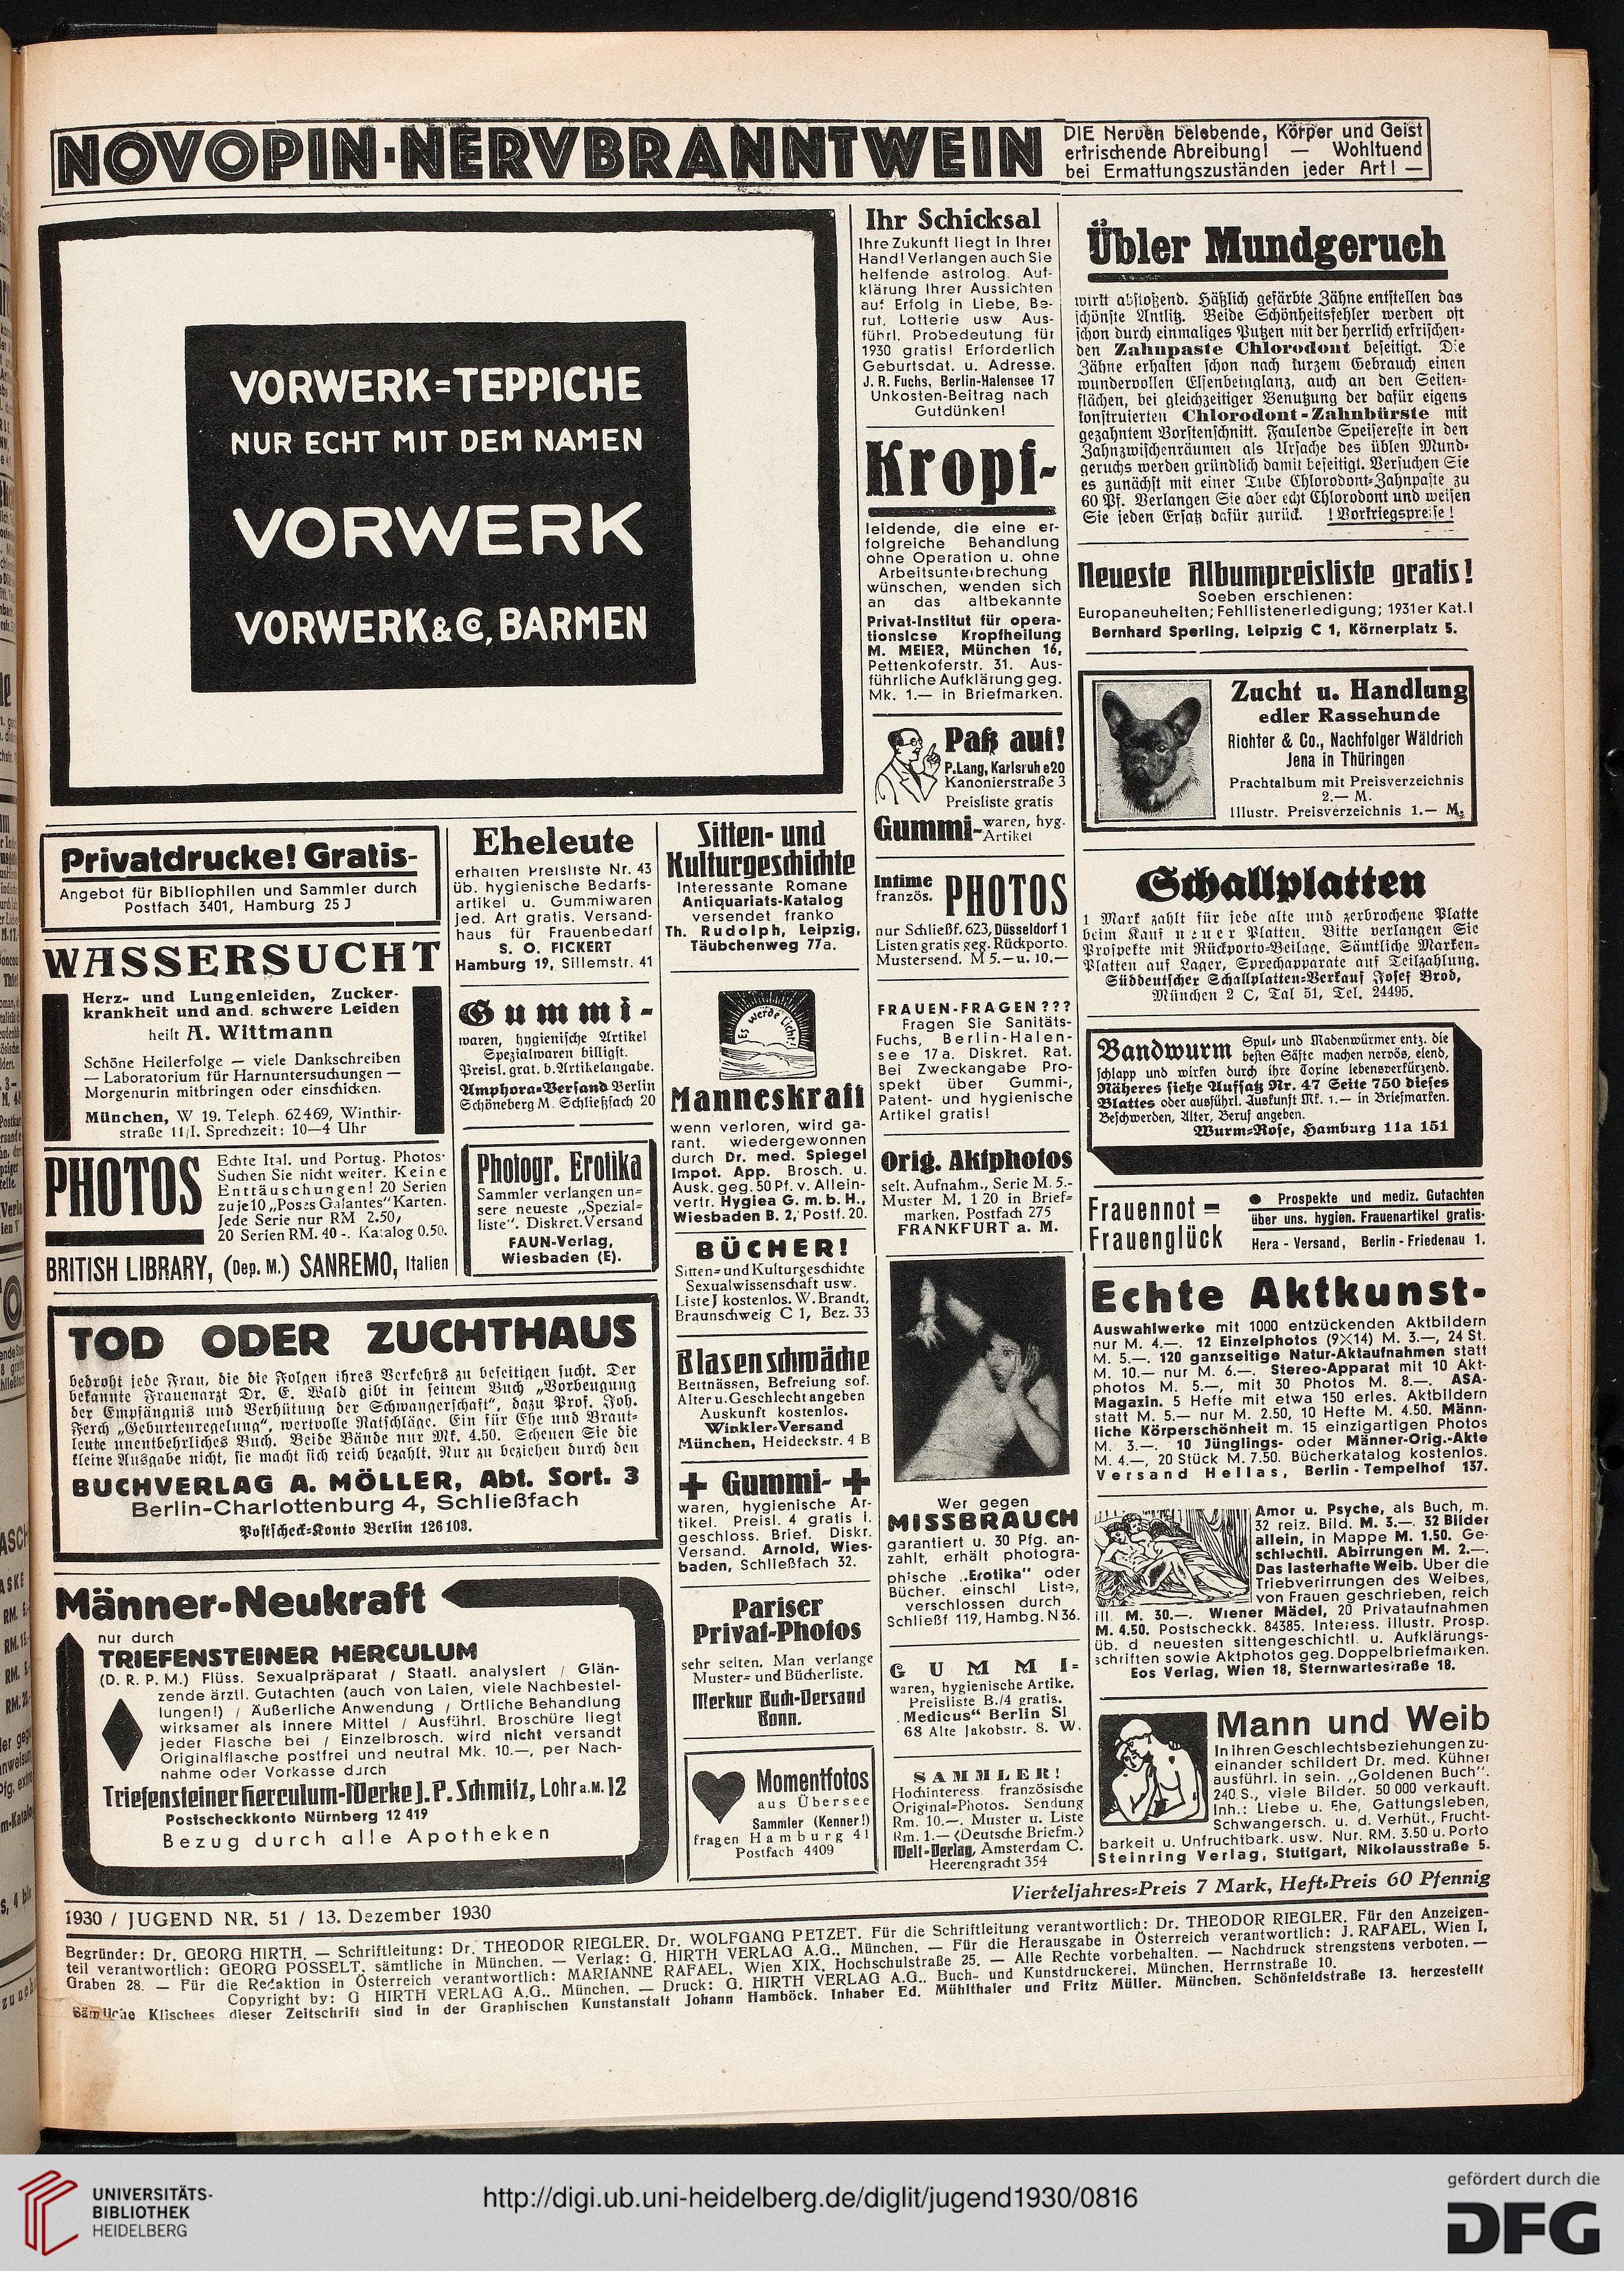 NOVOPIN-NERVBRANNTWEIN
DIE Nerven belebende, Körper und Geist
erfrischende Abreibung! — Wohltuend
bei Ermattungszuständen jeder Art! —
VORWERK=TEPPICHE
NUR ECHT MIT DEM NAMEN
VORWERK
VORWERK & Co, BARMEN
Privatdrucke! Gratis-
Angebot für Bibliophilen und Sammler durch
Postfach 3401, Hamburg 25 J
WASSERSUCHT
Herz- und Lungenleiden, Zucker-
krankheit und and. schwere Leiden
heilt A. Wittmann
Schöne Heilerfolge — viele Dankschreiben
— Laboratorium für Harnuntersuchungen —
Morgenurin mitbringen oder einschicken.
München, W 19. Teleph. 62469, Winthir-
straße 11/I. Sprechzeit: 10—4 Uhr
PHOTOS
Echte Ital. und Portug. Photos.
Suchen Sie nicht weiter. Keine
Enttäuschungen! 20 Serien
zu je 10 „Poses Galantes" Karten.
Jede Serie nur RM 2.50,
20 Serien RM. 40 -. Katalog 0.50.
BRITISH LIBRARY, (Dep. M.) SANREMO, Italien
Eheleute
erhalten Preisliste Nr. 43
üb. hygienische Bedarfs-
artikel u. Gummiwaren
jed. Art gratis. Versand-
haus für Frauenbedarf
S. O. FICKERT
Hamburg 19, Sillemstr. 41
Gummi-
waren, hygienische Artikel
Spezialwaren billigst.
Preisl. grat. b. Artikelangabe.
Amphora-Versand Berlin
Schöneberg M. Schließfach 20
Photogr. Erotika
Sammler verlangen un-
sere neueste „Spezial-
liste". Diskret. Versand
FAUN-Verlag,
Wiesbaden (E).
TOD ODER ZUCHTHAUS
bedroht jede Frau, die die Folgen ihres Verkehrs zu beseitigen sucht. Der
bekannte Frauenarzt Dr. E. Wald gibt in seinem Buch „Vorbeugung
der Empfängnis und Verhütung der Schwangerschaft", dazu Prof. Joh.
Ferch „Geburtenregelung", wertvolle Ratschläge. Ein für Ehe und Braut-
leute unentbehrliches Buch. Beide Bände nur Mk. 4.50. Scheuen Sie die
kleine Ausgabe nicht, sie macht sich reich bezahlt. Nur zu beziehen durch den
BUCHVERLAG A. MÖLLER, Abt. Sort. 3
Berlin-Charlottenburg 4, Schließfach
Postscheck-Konto Berlin 126103.
Männer-Neukraft
nur durch
TRIEFENSTEINER HERCULUM
(D. R. P. M.) Flüss. Sexualpräparat / Staatl. analysiert / Glän-
zende ärztl. Gutachten (auch von Laien, viele Nachbestel-
lungen!) / Äußerliche Anwendung / Örtliche Behandlung
wirksamer als innere Mittel / Ausführl. Broschüre liegt
jeder Flasche bei / Einzelbrosch. wird nicht versandt
Originalflasche postfrei und neutral Mk. 10.—, per Nach-
nahme oder Vorkasse durch
Triefensteiner Herculum-Werke J. P. Schmitz, Lohr a. M. 12
Postscheckkonto Nürnberg 12 419
Bezug durch alle Apotheken
Sitten- und
Kulturgeschichte
Interessante Romane
Antiquariats-Katalog
versendet franko
Th. Rudolph, Leipzig,
Täubchenweg 77a.
Es werde Licht!
Manneskraft
wenn verloren, wird ga-
rant. wiedergewonnen
durch Dr. med. Spiegel
Impot. App. Brosch. u.
Ausk. geg. 50 Pf. v. Allein-
vertr. Hygiea G. m. b. H.,
Wiesbaden B. 2, Postf. 20.
BÜCHER!
Sitten- und Kulturgeschichte
Sexualwissenschaft usw.
Liste J kostenlos. W. Brandt,
Braunschweig C 1, Bez. 33
Blasenschwäche
Bettnässen, Befreiung sof.
Alter u. Geschlecht angeben
Auskunft kostenlos.
Winkler-Versand
München, Heideckstr. 4 B
+ Gummi- +
waren, hygienische Ar-
tikel. Preisl. 4 gratis i.
geschloss. Brief. Diskr.
Versand. Arnold, Wies-
baden, Schließfach 32.
Pariser
Privat-Photos
sehr selten. Man verlange
Muster- und Bücherliste.
Merkur Buch-Versand
Bonn.
Momentfotos
aus Übersee
Sammler (Kenner!)
fragen Hamburg 41
Postfach 4409
Ihr Schicksal
Ihre Zukunft liegt in Ihrer
Hand! Verlangen auch Sie
helfende astrolog. Auf-
klärung Ihrer Aussichten
auf Erfolg in Liebe, Be-
ruf, Lotterie usw. Aus-
führl. Probedeutung für
1930 gratis! Erforderlich
Geburtsdat. u. Adresse.
J. R. Fuchs, Berlin-Halensee 17
Unkosten-Beitrag nach
Gutdünken!
Kropf-
leidende, die eine er-
folgreiche Behandlung
ohne Operation u. ohne
Arbeitsunterbrechung
wünschen, wenden sich
an das altbekannte
Privat-Institut für opera-
tionslose Kropfheilung
M. MEIER, München 16,
Pettenkoferstr. 31. Aus-
führliche Aufklärung geg.
Mk. 1.— in Briefmarken.
Paß auf!
P. Lang, Karlsruhe 20
Kanonierstraße 3
Preisliste gratis
Gummi-waren, hyg. Artikel
Intime
französ. PHOTOS
nur Schließf. 623, Düsseldorf 1
Listen gratis geg. Rückporto.
Mustersend. M 5.— u. 10.—
FRAUEN-FRAGEN???
Fragen Sie Sanitäts-
Fuchs, Berlin-Halen-
see 17a. Diskret. Rat.
Bei Zweckangabe Pro-
spekt über Gummi-,
Patent- und hygienische
Artikel gratis!
Orig. Aktphotos
selt. Aufnahm., Serie M. 5.-
Muster M. 1 20 in Brief-
marken. Postfach 275
FRANKFURT a. M.
Wer gegen
MISSBRAUCH
garantiert u. 30 Pfg. an-
zahlt, erhält photogra-
phische „Erotika" oder
Bücher, einschl Liste,
verschlossen durch
Schließf 119, Hambg. N 36.
GUMMI-
waren, hygienische Artike.
Preisliste B./4 gratis.
„Medicus" Berlin SI
68 Alte Jakobstr. 8. W.
SAMMLER!
Hochinteress. französische
Original-Photos. Sendung
Rm. 10.—. Muster u. Liste
Rm. 1.— (Deutsche Briefm.)
Welt-Verlag, Amsterdam C.
Heerengracht 354
Übler Mundgeruch
wirkt abstoßend. Häßlich gefärbte Zähne entstellen das
schönste Antlitz. Beide Schönheitsfehler werden oft
schon durch einmaliges Putzen mit der herrlich erfrischen-
den Zahnpaste Chlorodont beseitigt. Die
Zähne erhalten schon nach kurzem Gebrauch einen
wundervollen Elfenbeinglanz, auch an den Seiten-
flächen, bei gleichzeitiger Benutzung der dafür eigens
konstruierten Chlorodont-Zahnbürste mit
gezahntem Borstenschnitt. Faulende Speisereste in den
Zahnzwischenräumen als Ursache des üblen Mund-
geruchs werden gründlich damit beseitigt. Versuchen Sie
es zunächst mit einer Tube Chlorodont-Zahnpaste zu
60 Pf. Verlangen Sie aber echt Chlorodont und weisen
Sie jeden Ersatz dafür zurück. ! Vorkriegspreise !
Neueste Albumpreisliste gratis!
Soeben erschienen:
Europaneuheiten; Fehllistenerledigung; 1931er Kat.!
Bernhard Sperling, Leipzig C 1, Körnerplatz 5.
Zucht u. Handlung
edler Rassehunde
Richter & Co., Nachfolger Wäldrich
Jena in Thüringen
Prachtalbum mit Preisverzeichnis
2.— M.
Illustr. Preisverzeichnis 1.— M.
Schallplatten
1 Mark zahlt für jede alte und zerbrochene Platte
beim Kauf neuer Platten. Bitte verlangen Sie
Prospekte mit Rückporto-Beilage. Sämtliche Marken-
Platten auf Lager, Sprechapparate auf Teilzahlung.
Süddeutscher Schallplatten-Verkauf Josef Brod,
München 2 C, Tal 51, Tel. 24495.
Bandwurm Spul- und Madenwürmer entz. die
besten Säfte machen nervös, elend,
schlapp und wirken durch ihre Toxine lebensverkürzend.
Näheres siehe Aufsatz Nr. 47 Seite 750 dieses
Blattes oder ausführl. Auskunft Mk. 1.— in Briefmarken.
Beschwerden, Alter, Beruf angeben.
Wurm-Rose, Hamburg 11a 151
Frauennot =
Frauenglück
Prospekte und mediz. Gutachten
über uns. hygien. Frauenartikel gratis.
Hera - Versand, Berlin - Friedenau 1.
Echte Aktkunst-
Auswahlwerke mit 1000 entzückenden Aktbildern
nur M. 4.—. 12 Einzelphotos (9×14) M. 3.—, 24 St.
M. 5.—. 120 ganzseitige Natur-Aktaufnahmen statt
M. 10.— nur M. 6.—. Stereo-Apparat mit 10 Akt-
photos M. 5.—, mit 30 Photos M. 8.—. ASA-
Magazin. 5 Hefte mit etwa 150 erles. Aktbildern
statt M. 5.— nur M. 2.50, 10 Hefte M. 4.50. Männ-
liche Körperschönheit m. 15 einzigartigen Photos
M. 3.—. 10 Jünglings- oder Männer-Orig.-Akte
M. 4.—, 20 Stück M. 7.50. Bücherkatalog kostenlos.
Versand Hellas, Berlin-Tempelhof 137.
Amor u. Psyche, als Buch, m.
32 reiz. Bild. M. 3.—. 32 Bilder
allein, in Mappe M. 1.50. Ge-
schlechtl. Abirrungen M. 2.—.
Das lasterhafte Weib. Über die
Triebverirrungen des Weibes,
von Frauen geschrieben, reich
ill. M. 30.—. Wiener Mädel, 20 Privataufnahmen
M. 4.50. Postscheckk. 84385. Interess. illustr. Prosp.
üb. d neuesten sittengeschichtl. u. Aufklärungs-
schriften sowie Aktphotos geg. Doppelbriefmarken.
Eos Verlag, Wien 18, Sternwartestraße 18.
Mann und Weib
In ihren Geschlechtsbeziehungen zu-
einander schildert Dr. med. Kühner
ausführl. in sein. „Goldenen Buch".
240 S., viele Bilder. 50 000 verkauft.
Inh.: Liebe u. Ehe, Gattungsleben,
Schwangersch. u. d. Verhüt., Frucht-
barkeit u. Unfruchtbark. usw. Nur. RM. 3.50 u. Porto
Steinring Verlag, Stuttgart, Nikolausstraße 5.
Vierteljahres-Preis 7 Mark, Heft-Preis 60 Pfennig
1930 / JUGEND NR. 51 / 13. Dezember 1930
Begründer: Dr. GEORG HIRTH. — Schriftleitung: Dr. THEODOR RIEGLER, Dr. WOLFGANG PETZET. Für die Schriftleitung verantwortlich: Dr. THEODOR RIEGLER. Für den Anzeigen-
teil verantwortlich: GEORG POSSELT, sämtliche in München. — Verlag: G. HIRTH VERLAG A.G., München. — Für die Herausgabe in Österreich verantwortlich: J. RAFAEL, Wien I,
Graben 28. — Für die Redaktion in Österreich verantwortlich: MARIANNE RAFAEL, Wien XIX, Hochschulstraße 25. — Alle Rechte vorbehalten. — Nachdruck strengstens verboten. —
Copyright by: G HIRTH VERLAG A.G., München. — Druck: G. HIRTH VERLAG A.G., Buch- und Kunstdruckerei, München, Herrnstraße 10.
Sämtliche Klischees dieser Zeitschrift sind in der Graphischen Kunstanstalt Johann Hamböck, Inhaber Ed. Mühlthaler und Fritz Müller, München, Schönfeldstraße 13, hergestellt
UNIVERSITÄTS-
BIBLIOTHEK
HEIDELBERG
http://digi.ub.uni-heidelberg.de/diglit/jugend1930/0816
gefördert durch die
DFG